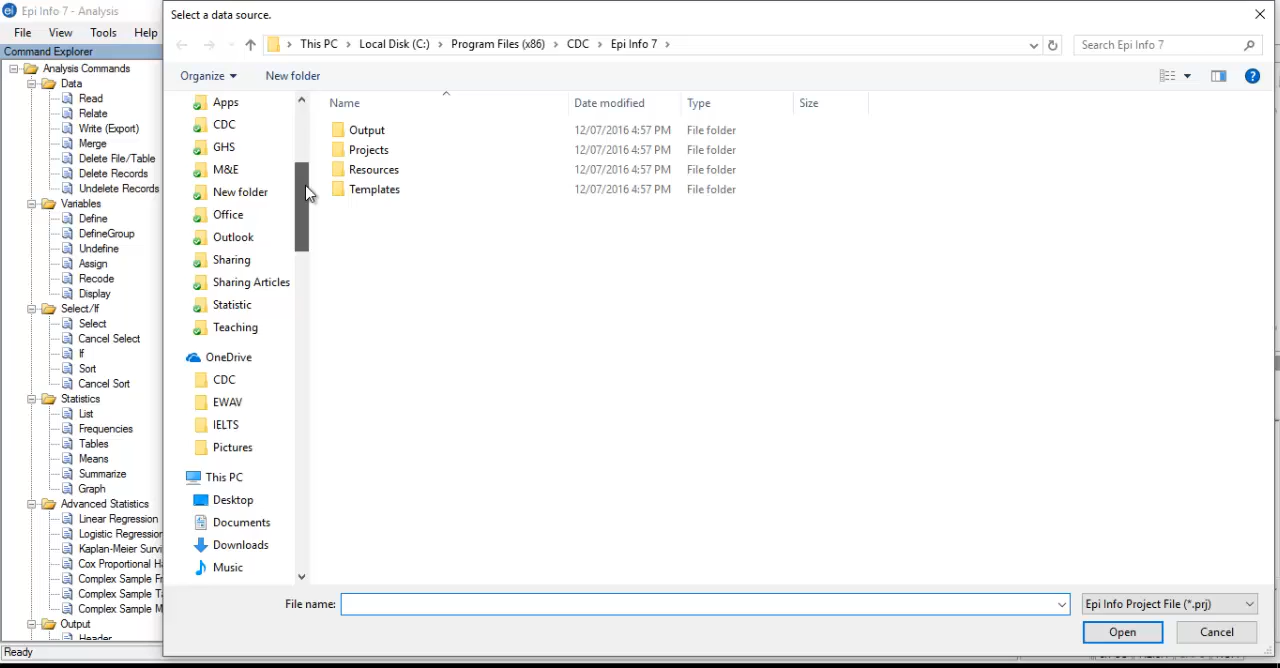 Epi Info 7 - Analysis
File View Tools Help
Command Explorer
Analysis Commands
Data
Read
Relate
Write (Export)
Merge
Delete File/Table
Delete Records
Undelete Records
Variables
Define
DefineGroup
Undefine
Assign
Recode
Display
Select/If
Select
Cancel Select
If
Sort
Cancel Sort
Statistics
List
Frequencies
Tables
Means
Summarize
Graph
Advanced Statistics
Linear Regression
Logistic Regression
Kaplan-Meier Survi
Cox Proportional H
Complex Sample Fr
Complex Sample T
Complex Sample M
Output
Header
Ready
Select a data source.
This PC > Local Disk (C:) > Program Files (x86) > CDC > Epi Info 7 >
Search Epi Info 7
Organize New folder
Apps
CDC
GHS
M&E
New folder
Office
Outlook
Sharing
Sharing Articles
Statistic
Teaching
OneDrive
CDC
EWAV
IELTS
Pictures
This PC
Desktop
Documents
Downloads
Music
Name Date modified Type Size
Output 12/07/2016 4:57 PM File folder
Projects 12/07/2016 4:57 PM File folder
Resources 12/07/2016 4:57 PM File folder
Templates 12/07/2016 4:57 PM File folder
File name:
Epi Info Project File (*.prj)
Open Cancel